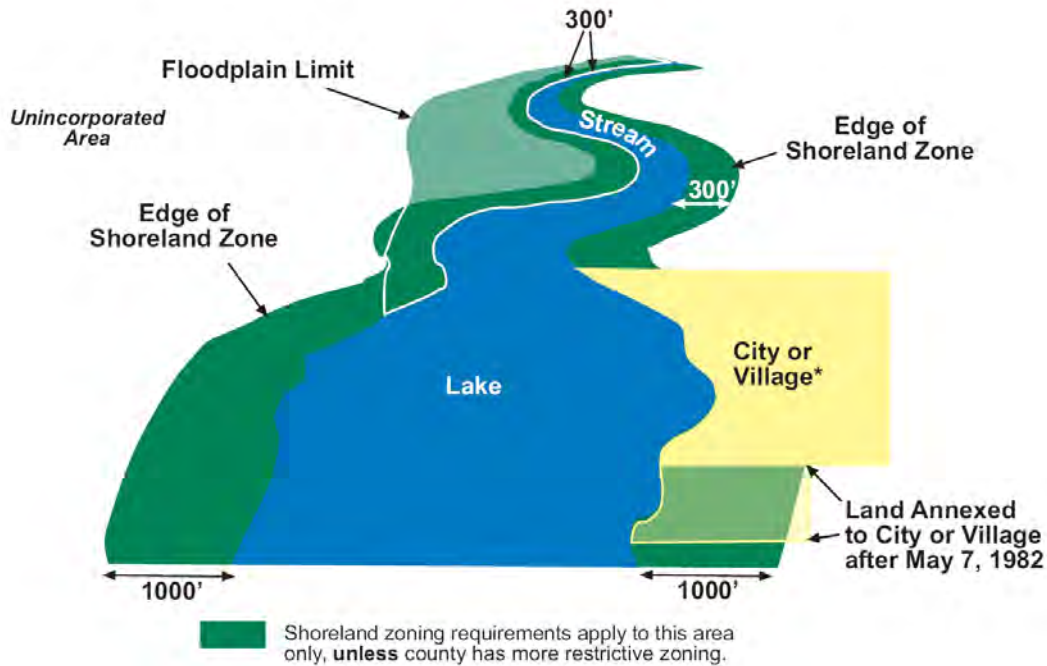 300'
Floodplain Limit
Unincorporated
Area
Stream
Edge of
Shoreland Zone
300'
Edge of
Shoreland Zone
City or
Village*
Lake
Land Annexed
to City or Village
after May 7, 1982
1000'
1000'
Shoreland zoning requirements apply to this area
only, unless county has more restrictive zoning.